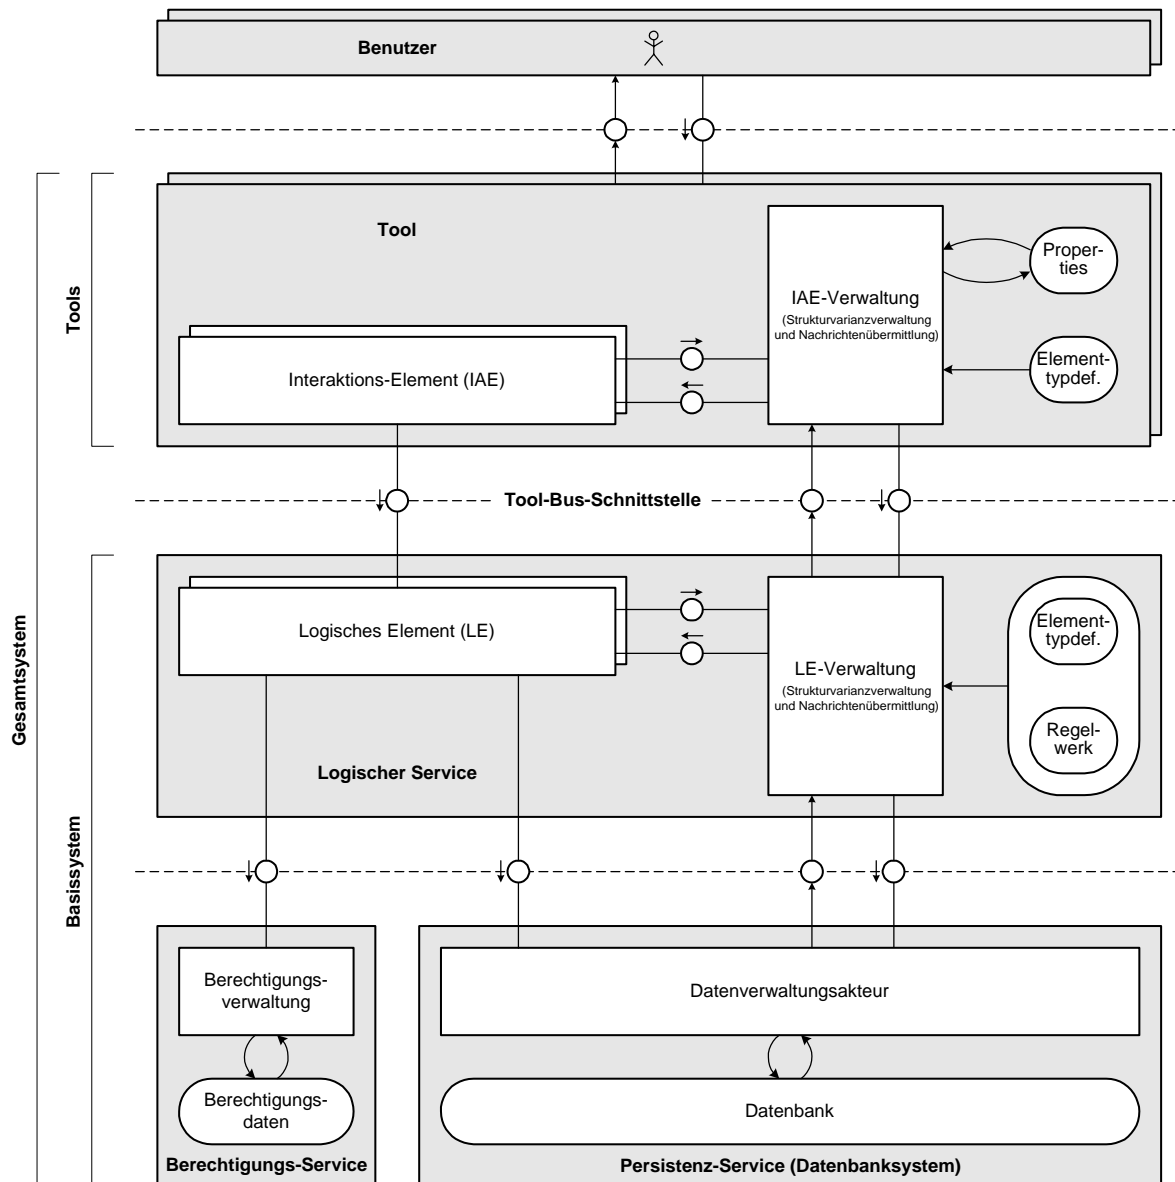 Benutzer
Gesamtsystem
Tools
Tool
IAE-Verwaltung
(Strukturvarianzverwaltung
und Nachrichtenübermittlung)
Proper-
ties
Element-
typdef.
Interaktions-Element (IAE)
Tool-Bus-Schnittstelle
Basissystem
Logisches Element (LE)
LE-Verwaltung
(Strukturvarianzverwaltung
und Nachrichtenübermittlung)
Element-
typdef.
Regel-
werk
Logischer Service
Berechtigungs-
verwaltung
Datenverwaltungsakteur
Berechtigungs-
daten
Datenbank
Berechtigungs-Service
Persistenz-Service (Datenbanksystem)